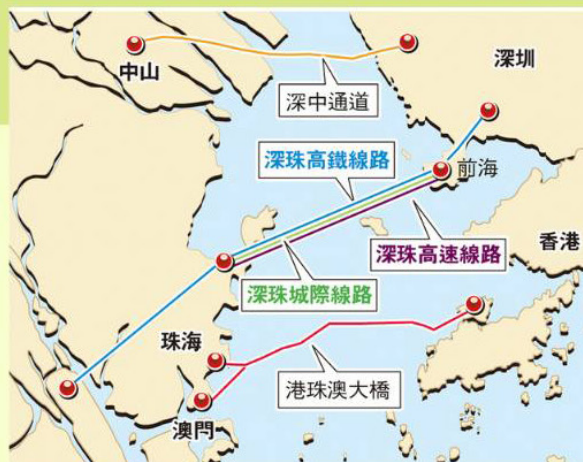 中山
深圳
深中通道
深珠高鐵線路
前海
深珠高速線路
香港
深珠城際線路
珠海
港珠澳大橋
澳門